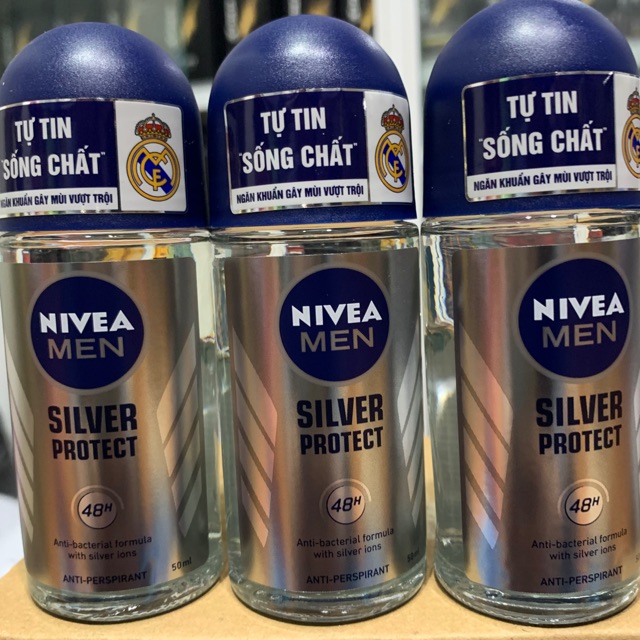 TỰ TIN
"SỐNG CHẤT"
NGĂN KHUẨN GÂY MÙI VƯỢT TRỘI
NIVEA
MEN
SILVER
PROTECT
48H
Anti-bacterial formula
with silver ions
ANTI-PERSPIRANT
50ml
TỰ TIN
"SỐNG CHẤT"
NGĂN KHUẨN GÂY MÙI VƯỢT TRỘI
NIVEA
MEN
SILVER
PROTECT
48H
Anti-bacterial formula
with silver ions
ANTI-PERSPIRANT
50ml
TỰ TIN
"SỐNG CHẤT"
NGĂN KHUẨN GÂY MÙI VƯỢT TRỘI
NIVEA
MEN
SILVER
PROTECT
48H
Anti-bacterial formula
with silver ions
ANTI-PERSPIRANT